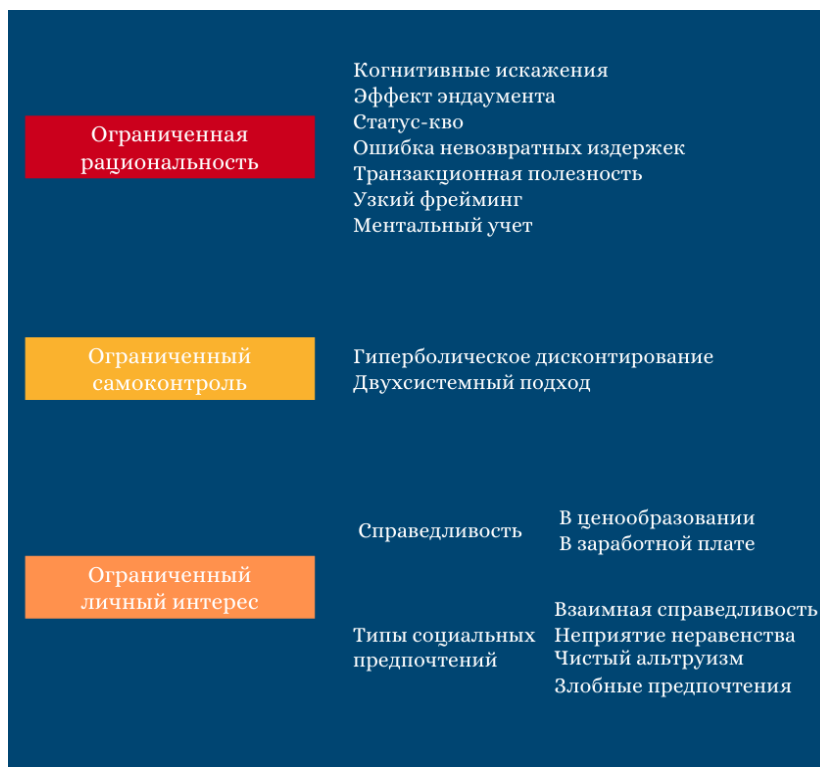 Ограниченная
рациональность
Когнитивные искажения
Эффект эндаумента
Статус-кво
Ошибка невозвратных издержек
Транзакционная полезность
Узкий фрейминг
Ментальный учет
Ограниченный
самоконтроль
Гиперболическое дисконтирование
Двухсистемный подход
Ограниченный
личный интерес
Справедливость
В ценообразовании
В заработной плате
Типы социальных
предпочтений
Взаимная справедливость
Неприятие неравенства
Чистый альтруизм
Злобные предпочтения